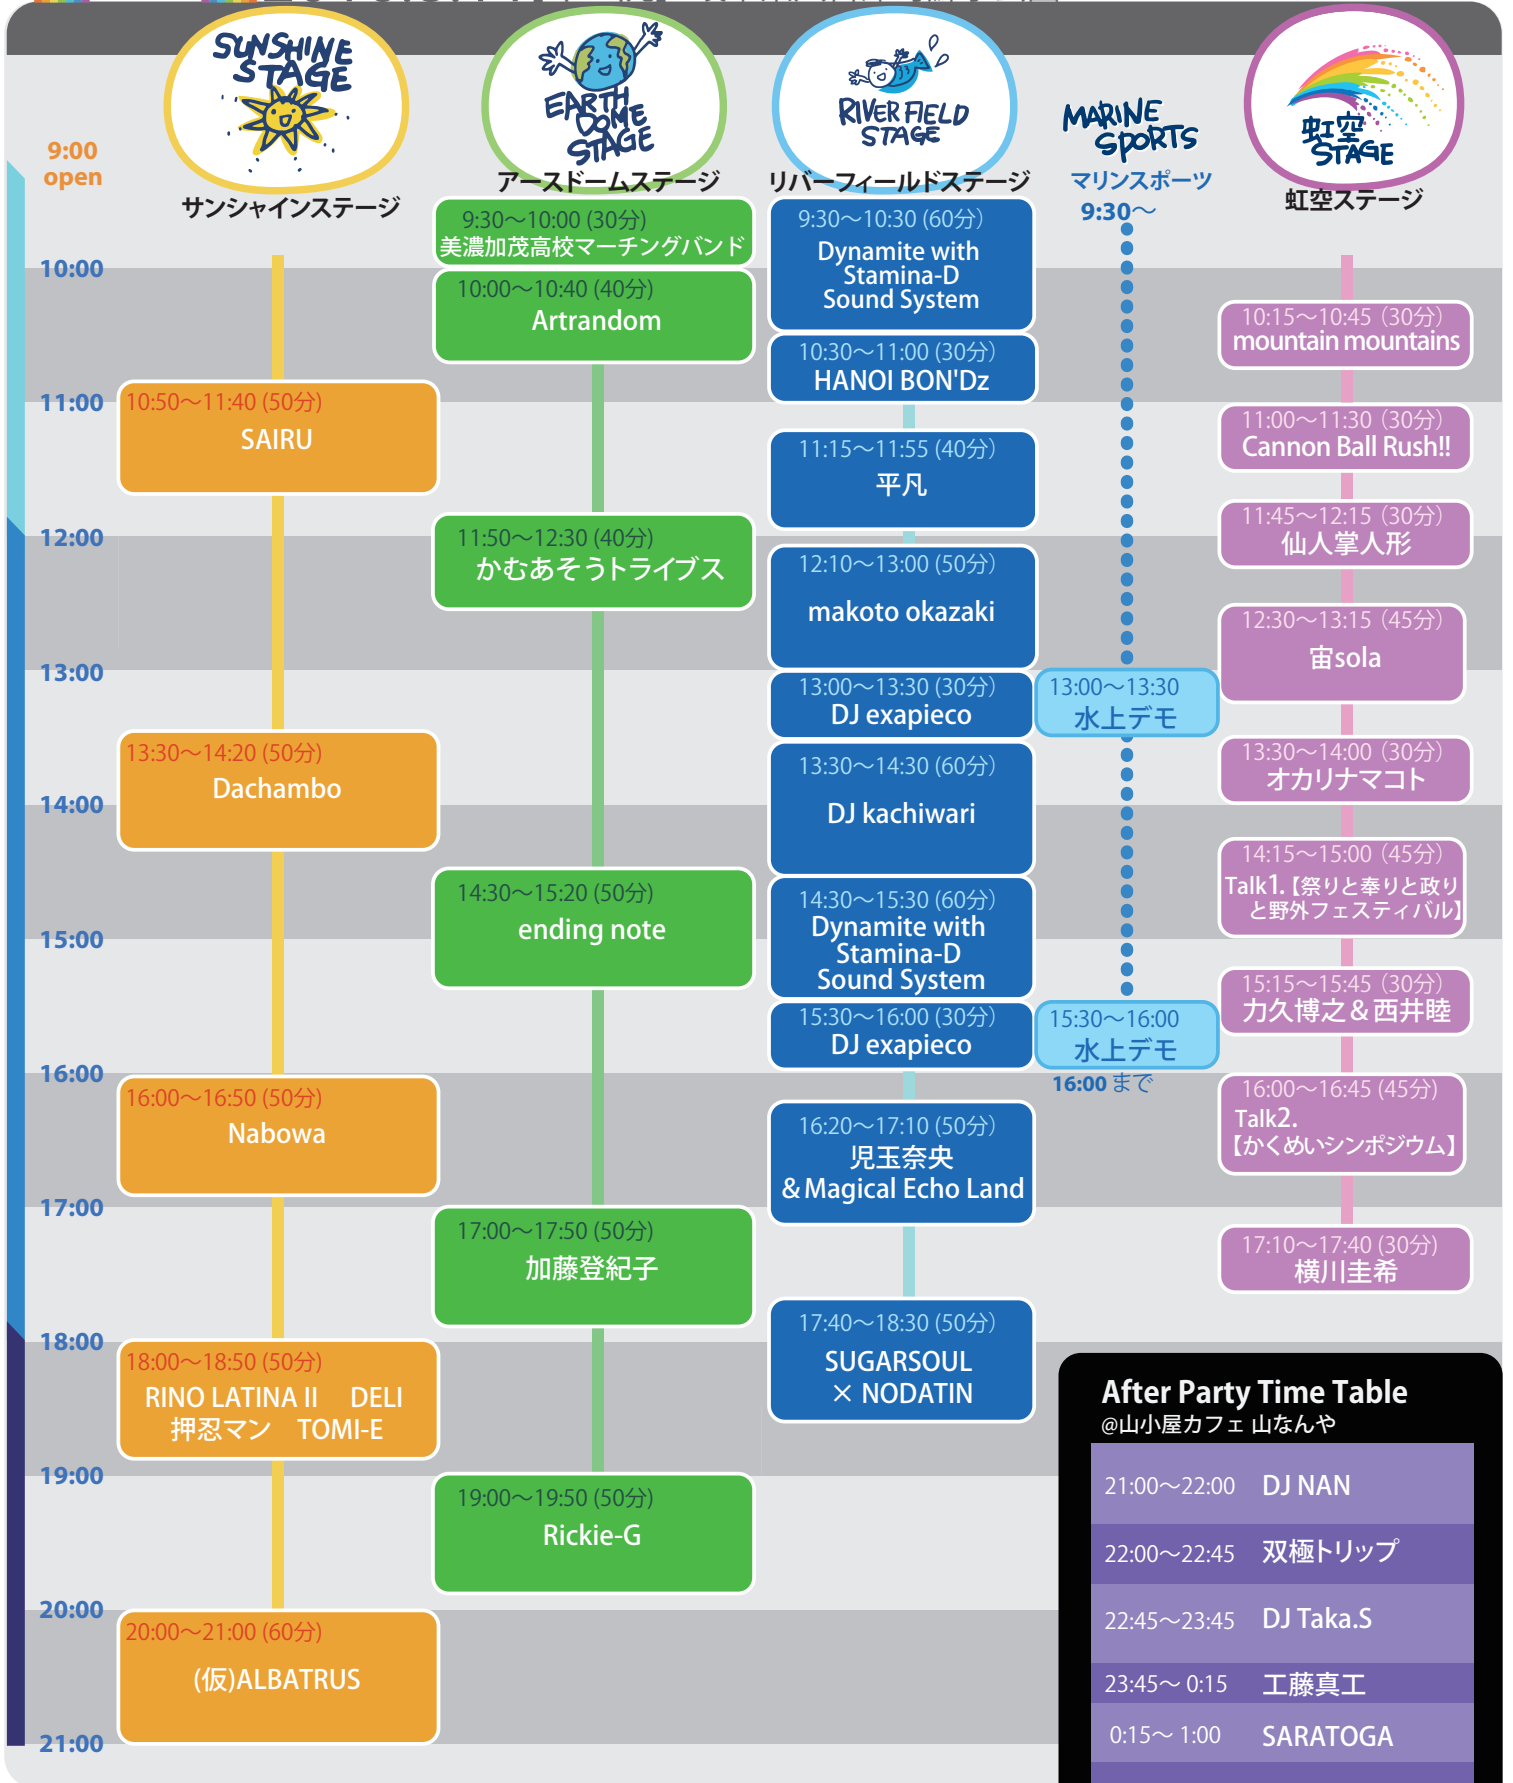 SUNSHINE
STAGE
サンシャインステージ
EARTH
DOME
STAGE
アースドームステージ
RIVER FIELD
STAGE
リバーフィールドステージ
MARINE
SPORTS
マリンスポーツ
9:30〜
虹空
STAGE
虹空ステージ
9:00
open
10:00
11:00
12:00
13:00
14:00
15:00
16:00
17:00
18:00
19:00
20:00
21:00
10:50〜11:40 (50分)
SAIRU
13:30〜14:20 (50分)
Dachambo
16:00〜16:50 (50分)
Nabowa
18:00〜18:50 (50分)
RINO LATINA II　DELI
押忍マン　TOMI-E
20:00〜21:00 (60分)
(仮)ALBATRUS
9:30〜10:00 (30分)
美濃加茂高校マーチングバンド
10:00〜10:40 (40分)
Artrandom
11:50〜12:30 (40分)
かむあそうトライブス
14:30〜15:20 (50分)
ending note
17:00〜17:50 (50分)
加藤登紀子
19:00〜19:50 (50分)
Rickie-G
9:30〜10:30 (60分)
Dynamite with
Stamina-D
Sound System
10:30〜11:00 (30分)
HANOI BON'Dz
11:15〜11:55 (40分)
平凡
12:10〜13:00 (50分)
makoto okazaki
13:00〜13:30 (30分)
DJ exapieco
13:30〜14:30 (60分)
DJ kachiwari
14:30〜15:30 (60分)
Dynamite with
Stamina-D
Sound System
15:30〜16:00 (30分)
DJ exapieco
16:20〜17:10 (50分)
児玉奈央
＆Magical Echo Land
17:40〜18:30 (50分)
SUGARSOUL
× NODATIN
13:00〜13:30
水上デモ
15:30〜16:00
水上デモ
16:00 まで
10:15〜10:45 (30分)
mountain mountains
11:00〜11:30 (30分)
Cannon Ball Rush!!
11:45〜12:15 (30分)
仙人掌人形
12:30〜13:15 (45分)
宙sola
13:30〜14:00 (30分)
オカリナマコト
14:15〜15:00 (45分)
Talk1.【祭りと奉りと政り
と野外フェスティバル】
15:15〜15:45 (30分)
力久博之＆西井睦
16:00〜16:45 (45分)
Talk2.
【かくめいシンポジウム】
17:10〜17:40 (30分)
横川圭希
After Party Time Table
@山小屋カフェ 山なんや
21:00〜22:00 DJ NAN
22:00〜22:45 双極トリップ
22:45〜23:45 DJ Taka.S
23:45〜 0:15 工藤真工
0:15〜 1:00 SARATOGA